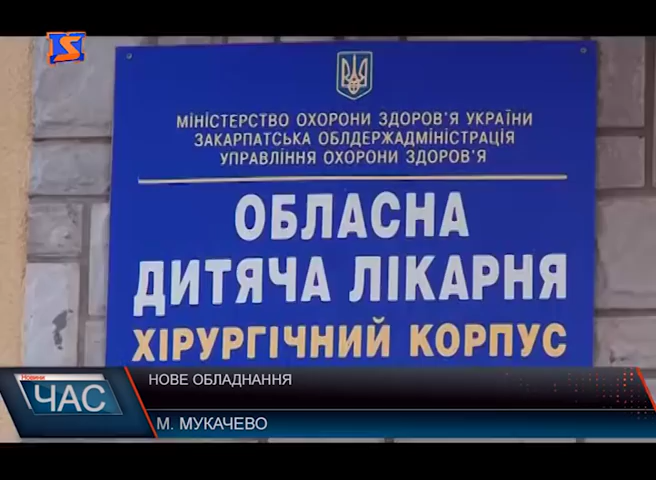 МІНІСТЕРСТВО ОХОРОНИ ЗДОРОВ'Я УКРАЇНИ
ЗАКАРПАТСЬКА ОБЛДЕРЖАДМІНІСТРАЦІЯ
УПРАВЛІННЯ ОХОРОНИ ЗДОРОВ'Я
ОБЛАСНА
ДИТЯЧА ЛІКАРНЯ
ХІРУРГІЧНИЙ КОРПУС
Новини
ЧАС
НОВЕ ОБЛАДНАННЯ
М. МУКАЧЕВО